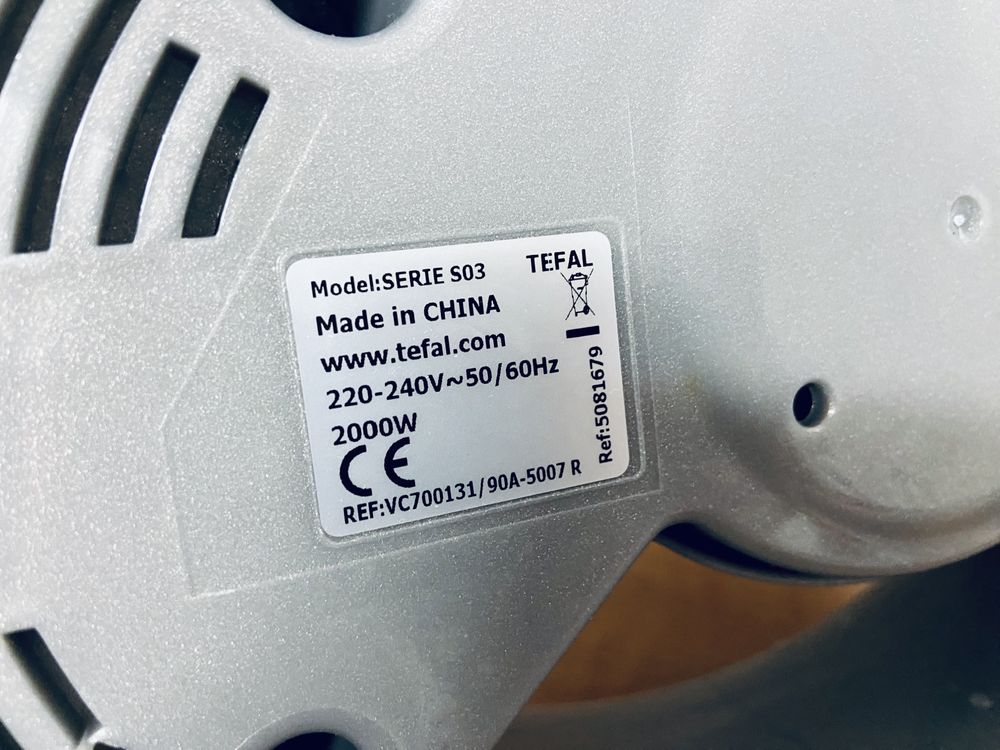 Model:SERIE S03
TEFAL
Made in CHINA
www.tefal.com
220-240V~50/60Hz
2000W
CE
REF:VC700131/90A-5007 R
Ref:5081679